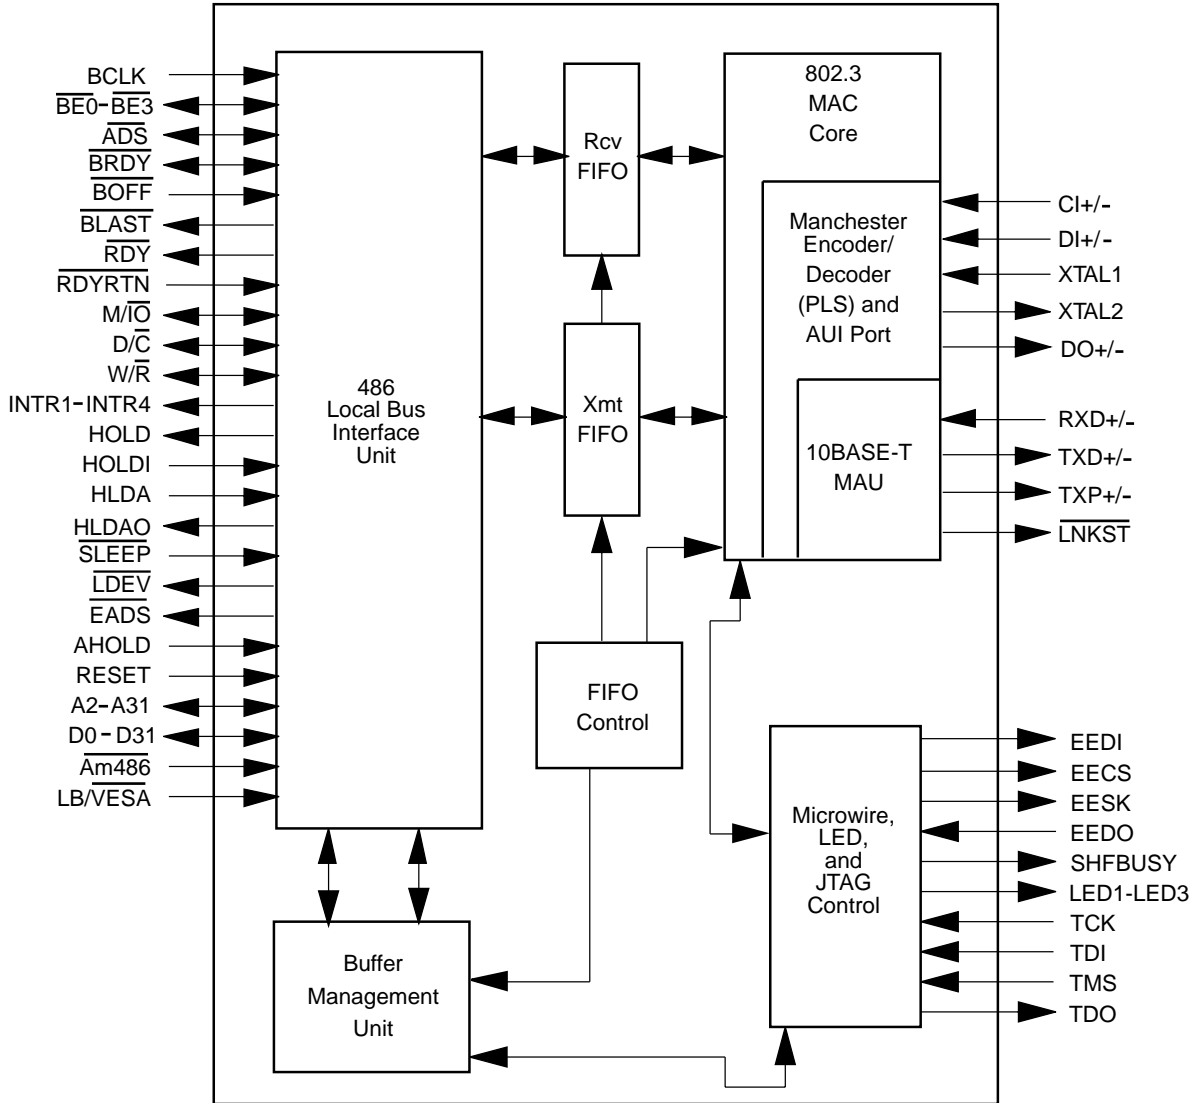 BCLK
BE0-BE3
ADS
BRDY
BOFF
BLAST
RDY
RDYRTN
M/IO
D/C
W/R
INTR1-INTR4
HOLD
HOLDI
HLDA
HLDAO
SLEEP
LDEV
EADS
AHOLD
RESET
A2-A31
D0-D31
Am486
LB/VESA
486
Local Bus
Interface
Unit
Rcv
FIFO
Xmt
FIFO
FIFO
Control
Buffer
Management
Unit
802.3
MAC
Core
Manchester
Encoder/
Decoder
(PLS) and
AUI Port
10BASE-T
MAU
Microwire,
LED,
and
JTAG
Control
CI+/-
DI+/-
XTAL1
XTAL2
DO+/-
RXD+/-
TXD+/-
TXP+/-
LNKST
EEDI
EECS
EESK
EEDO
SHFBUSY
LED1-LED3
TCK
TDI
TMS
TDO